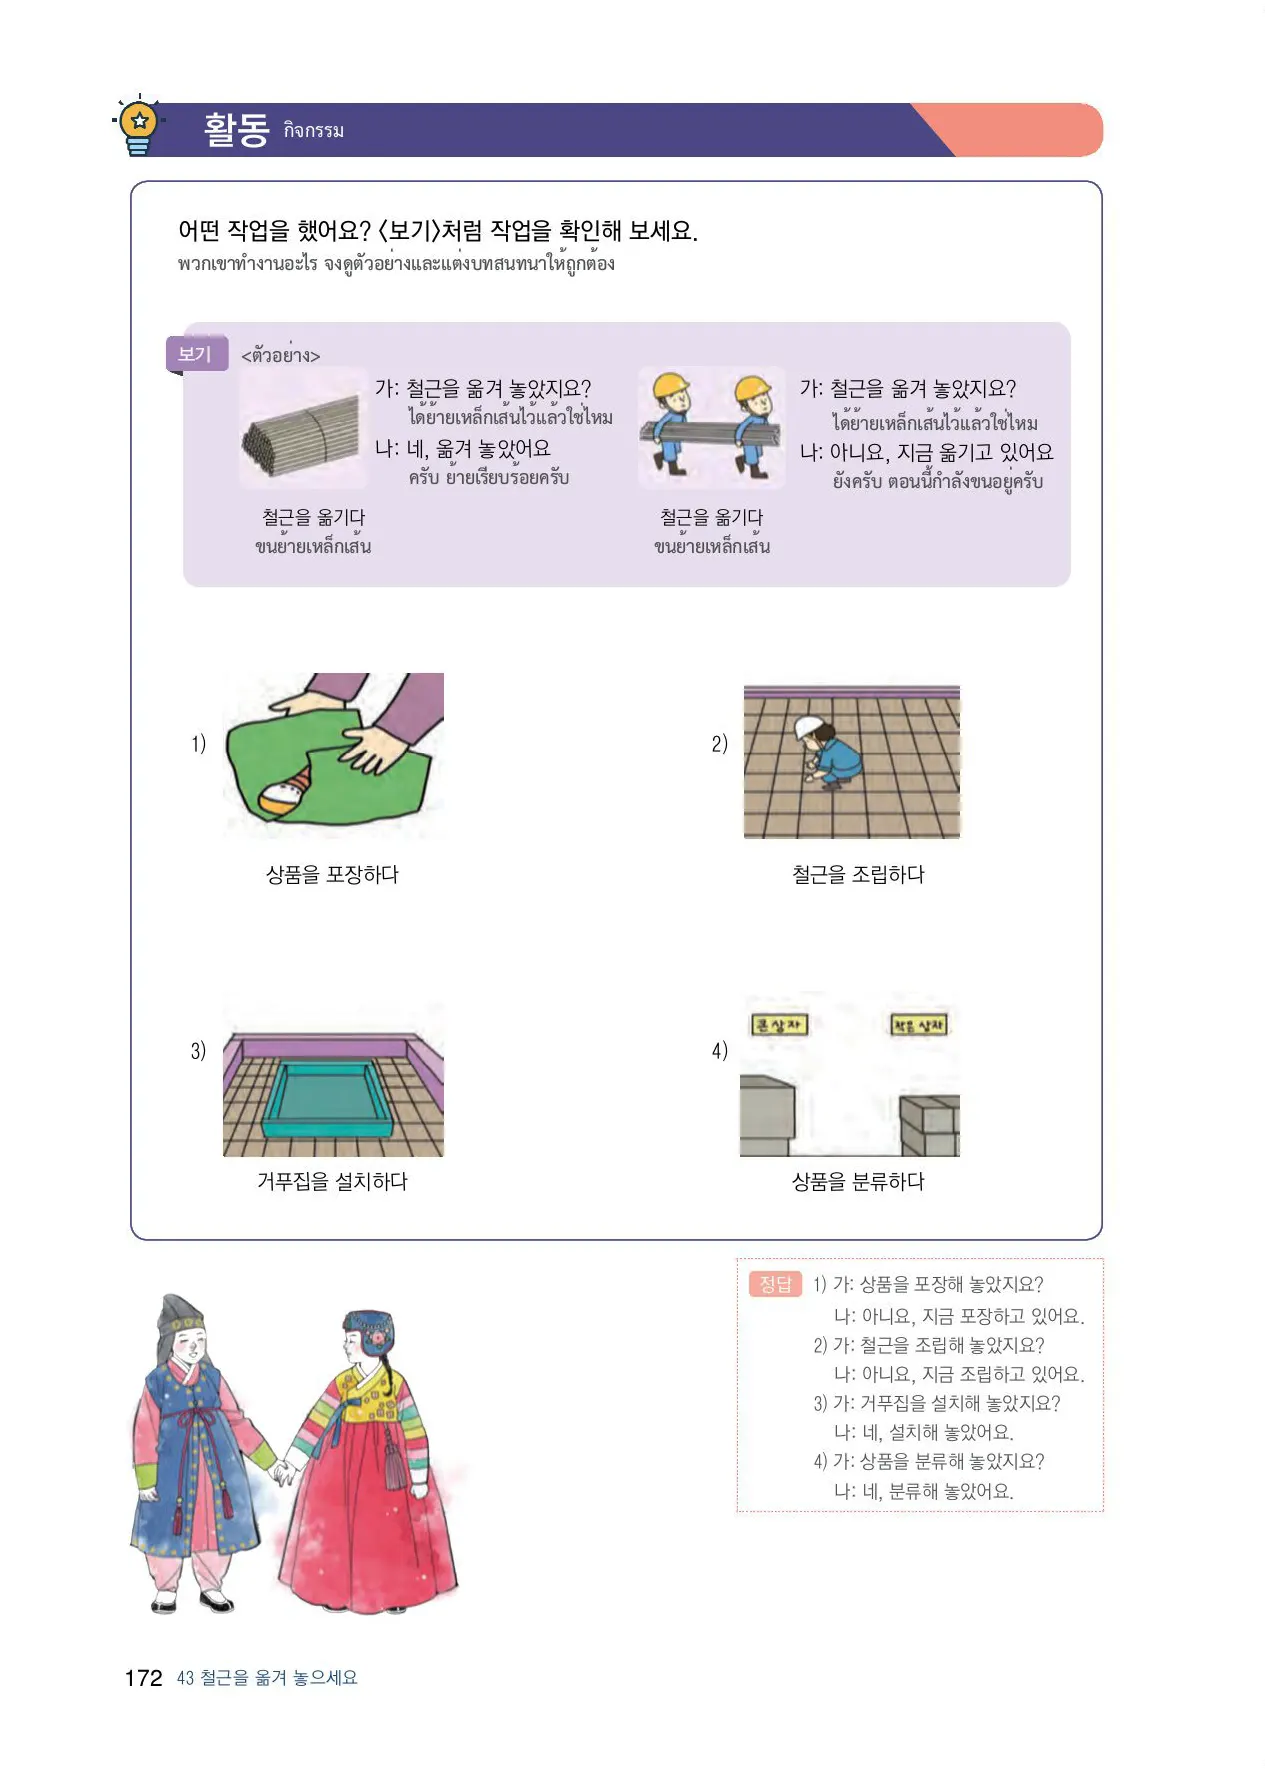 활동 กิจกรรม
어떤 작업을 했어요? 〈보기〉처럼 작업을 확인해 보세요.
พวกเขาทำงานอะไร จงดูตัวอย่างและแต่งบทสนทนาให้ถูกต้อง
보기 <ตัวอย่าง>
가: 철근을 옮겨 놓았지요?
ได้ย้ายเหล็กเส้นไว้แล้วใช่ไหม
나: 네, 옮겨 놓았어요
ครับ ย้ายเรียบร้อยครับ
철근을 옮기다
ขนย้ายเหล็กเส้น
가: 철근을 옮겨 놓았지요?
ได้ย้ายเหล็กเส้นไว้แล้วใช่ไหม
나: 아니요, 지금 옮기고 있어요
ยังครับ ตอนนี้กำลังขนอยู่ครับ
철근을 옮기다
ขนย้ายเหล็กเส้น
1)
상품을 포장하다
2)
철근을 조립하다
3)
거푸집을 설치하다
4)
큰상자
작은 상자
상품을 분류하다
정답 1) 가: 상품을 포장해 놓았지요?
나: 아니요, 지금 포장하고 있어요.
2) 가: 철근을 조립해 놓았지요?
나: 아니요, 지금 조립하고 있어요.
3) 가: 거푸집을 설치해 놓았지요?
나: 네, 설치해 놓았어요.
4) 가: 상품을 분류해 놓았지요?
나: 네, 분류해 놓았어요.
172 43 철근을 옮겨 놓으세요